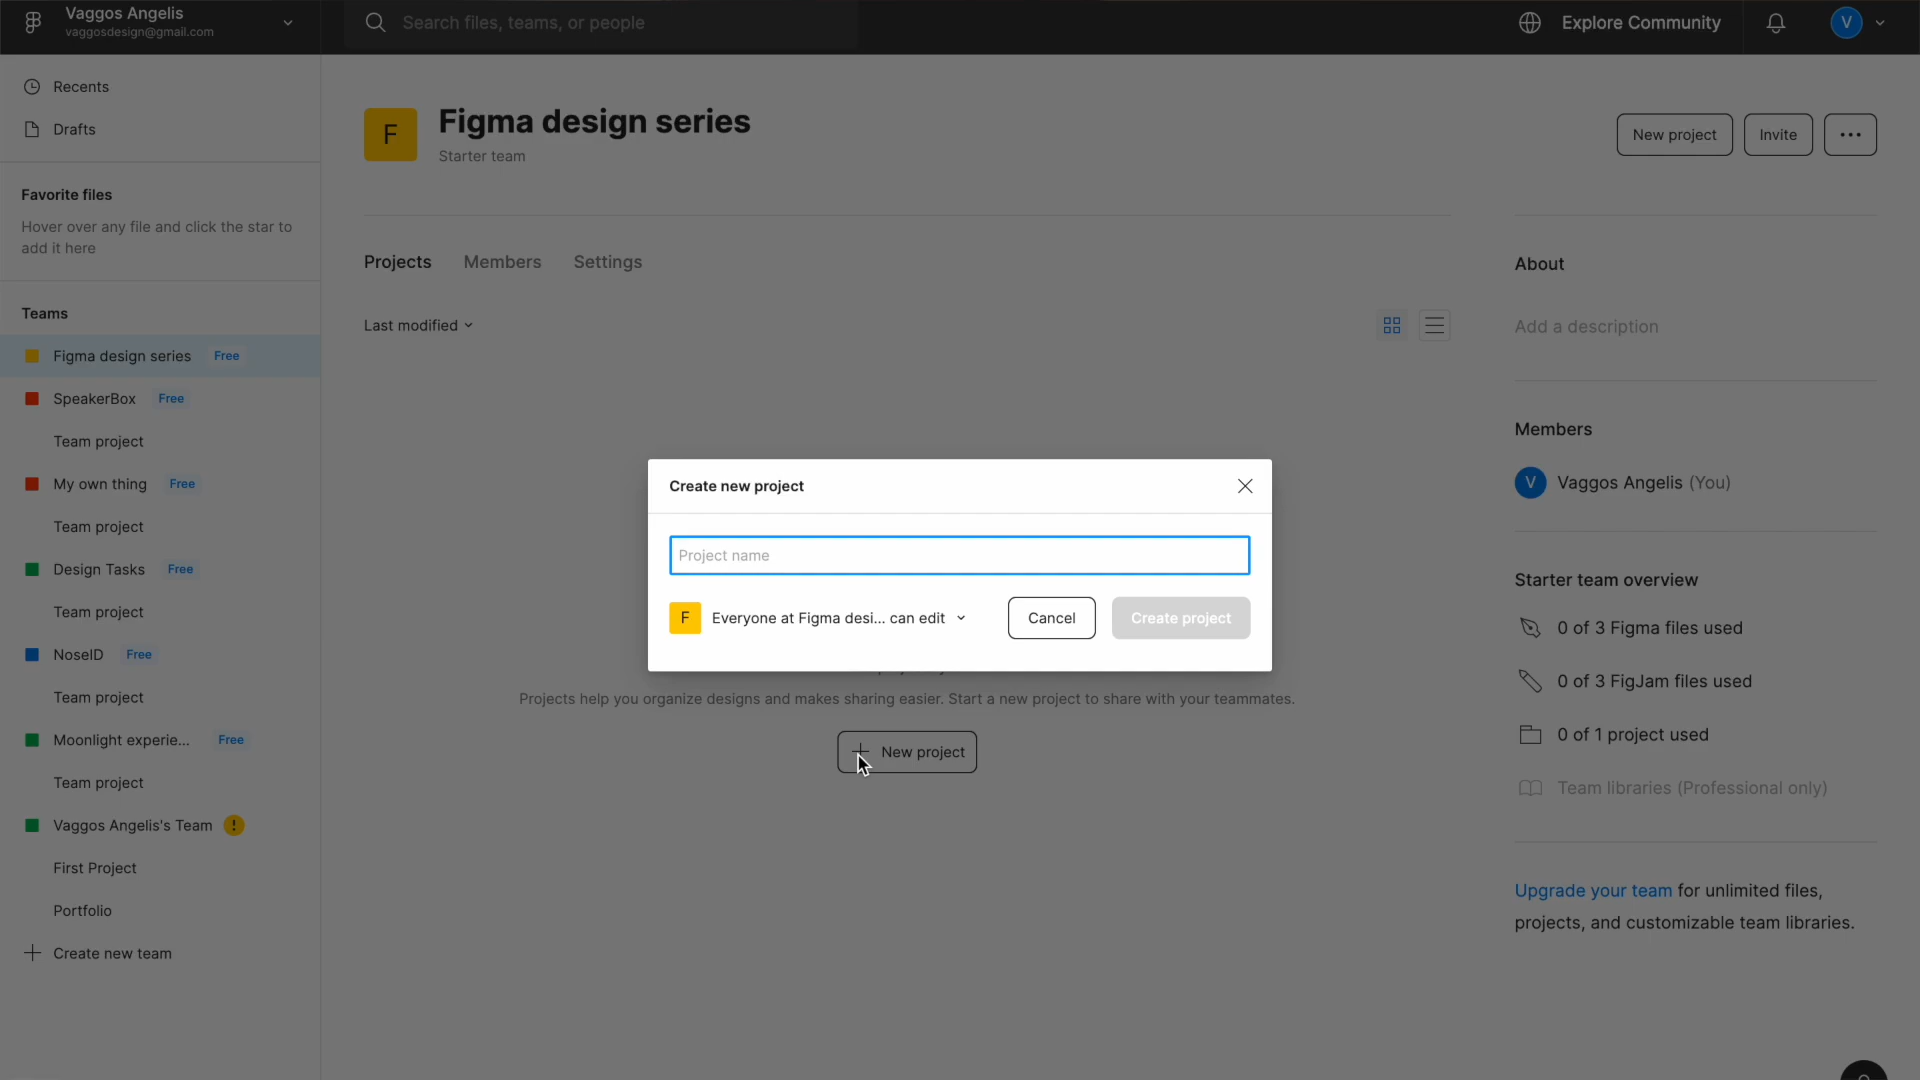 Vaggos Angelis
vaggosdesign@gmail.com
Search files, teams, or people
Explore Community
V
Recents
Drafts
Favorite files
Hover over any file and click the star to
add it here
Teams
Figma design series Free
SpeakerBox Free
Team project
My own thing Free
Team project
Design Tasks Free
Team project
NoseID Free
Team project
Moonlight experie... Free
Team project
Vaggos Angelis's Team !
First Project
Portfolio
Create new team
F
Figma design series
Starter team
New project
Invite
Projects
Members
Settings
Last modified
Create new project
Project name
F
Everyone at Figma desi... can edit
Cancel
Create project
Projects help you organize designs and makes sharing easier. Start a new project to share with your teammates.
New project
About
Add a description
Members
V
Vaggos Angelis (You)
Starter team overview
0 of 3 Figma files used
0 of 3 FigJam files used
0 of 1 project used
Team libraries (Professional only)
Upgrade your team for unlimited files,
projects, and customizable team libraries.